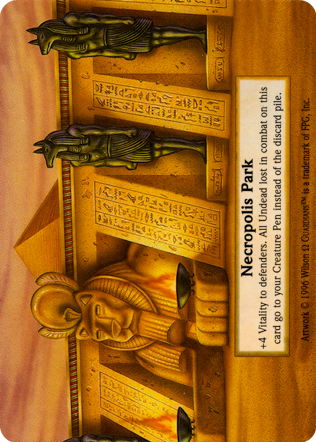 Necropolis Park
+4 Vitality to defenders. All Undead lost in combat on this
card go to your Creature Pen instead of the discard pile.
Artwork © 1996 Wilson Ω GUARDIANS™ is a trademark of FPG, Inc.